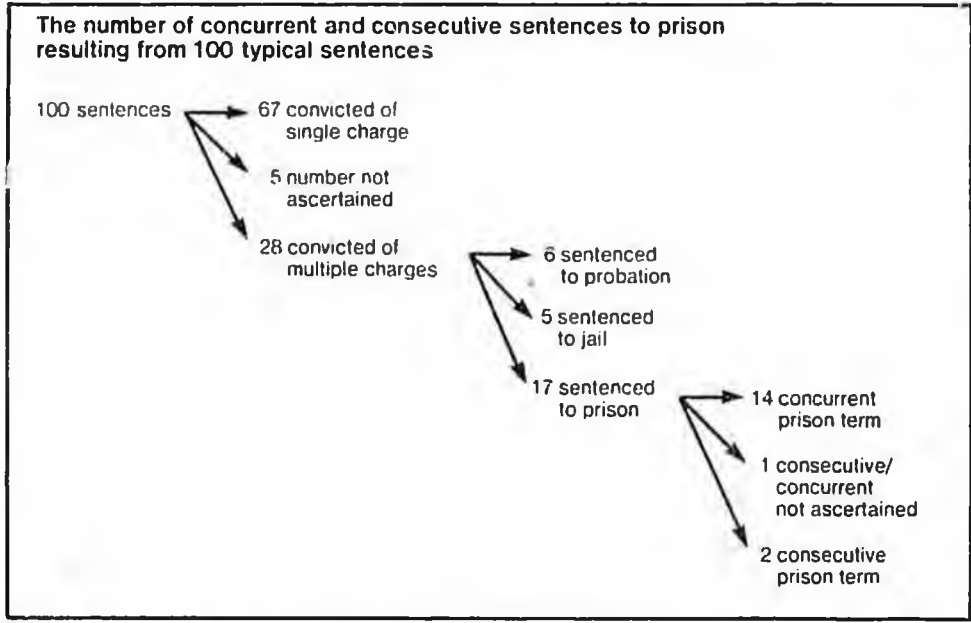 The number of concurrent and consecutive sentences to prison
resulting from 100 typical sentences
100 sentences
67 convicted of
single charge
5 number not
ascertained
28 convicted of
multiple charges
6 sentenced
to probation
5 sentenced
to jail
17 sentenced
to prison
14 concurrent
prison term
1 consecutive/
concurrent
not ascertained
2 consecutive
prison term